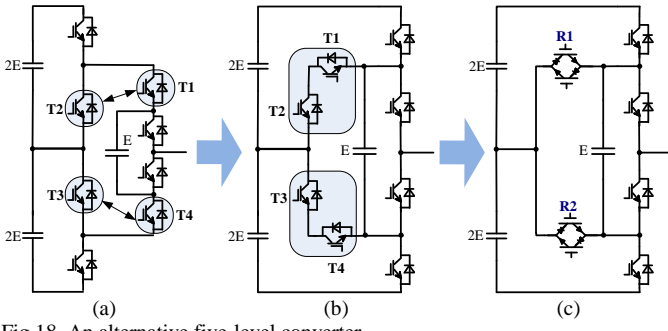 2E
T2
T1
E
T3
T4
2E
(a)
T1
2E
T2
E
T3
2E
T4
(b)
R1
2E
E
R2
2E
(c)
Fig.18. An alternative five-level converter